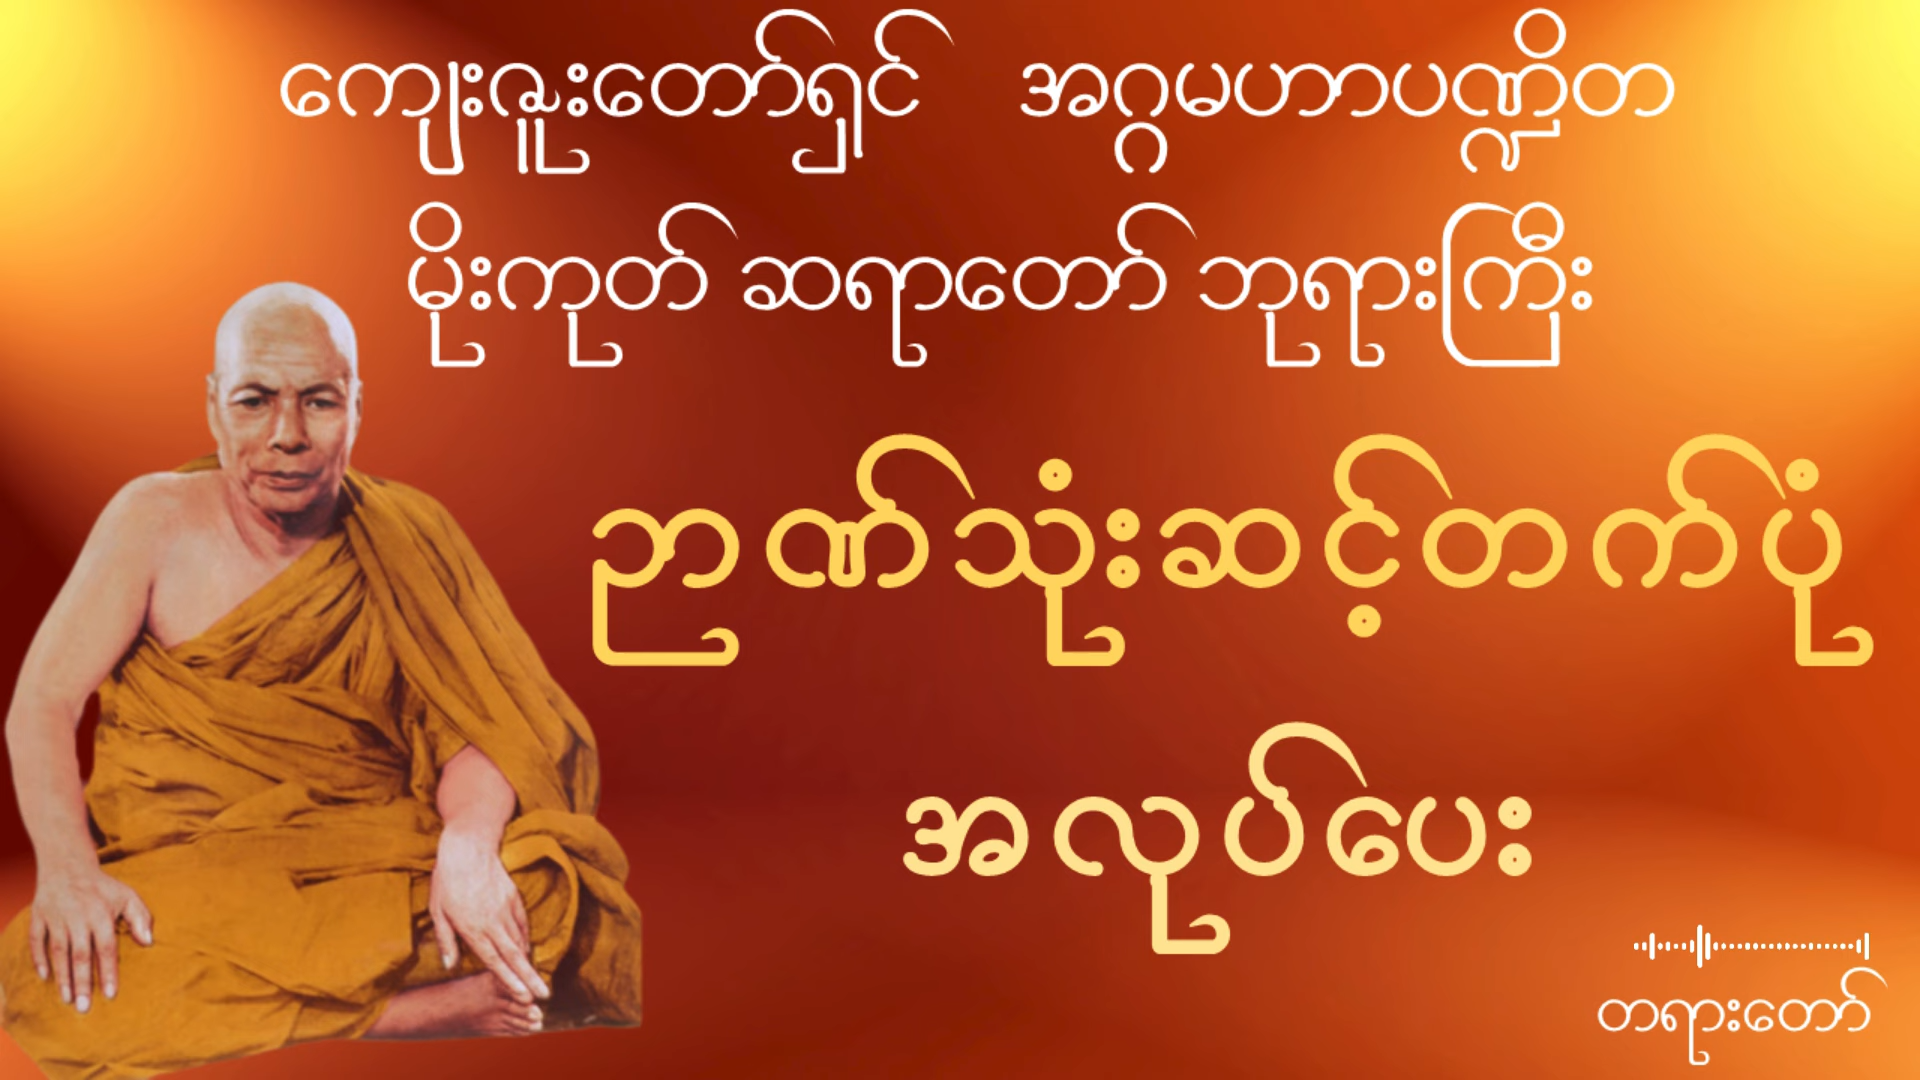 ကျေးဇူးတော်ရှင် အဂ္ဂမဟာပဏ္ဍိတ
မိုးကုတ် ဆရာတော် ဘုရားကြီး
ဉာဏ်သုံးဆင့်တက်ပုံ
အလုပ်ပေး
တရားတော်